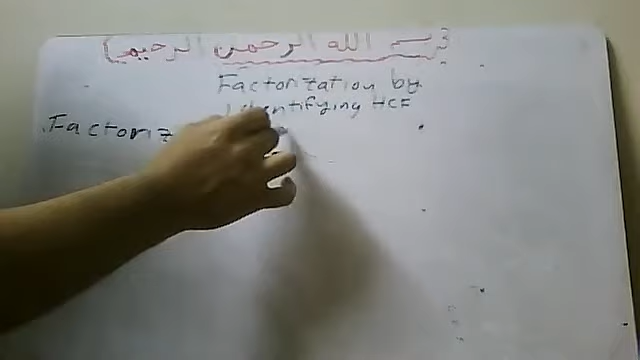 {بسم الله الرحمن الرحيم}
Factorization by
Identifying HCF
Factoriz